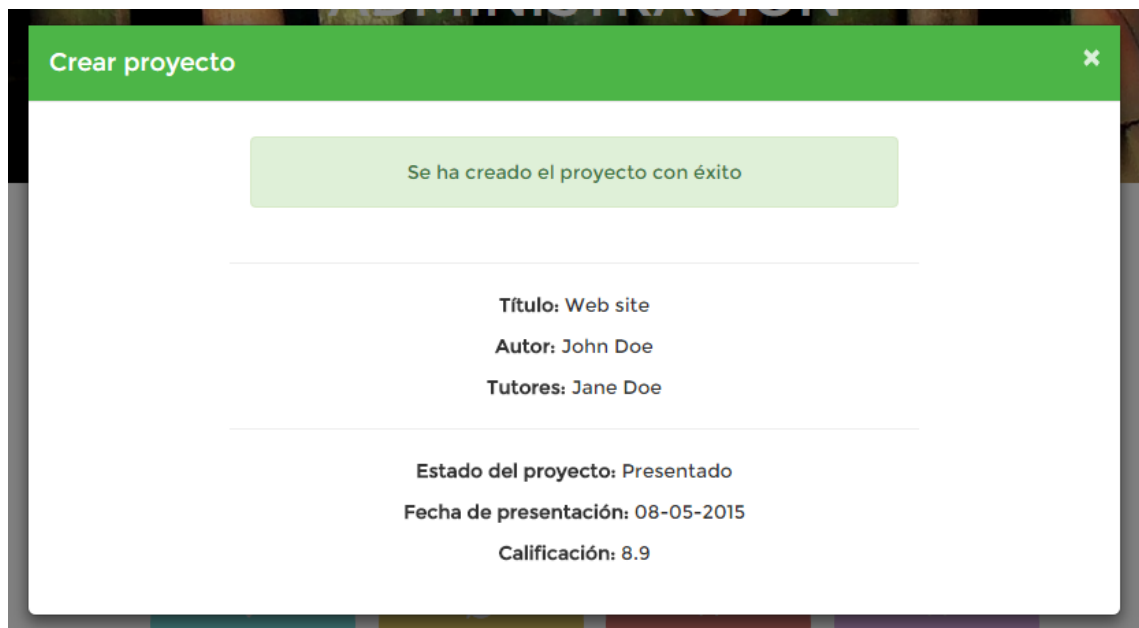 ADMINISTRACIÓN
Crear proyecto ×
Se ha creado el proyecto con éxito
Título: Web site
Autor: John Doe
Tutores: Jane Doe
Estado del proyecto: Presentado
Fecha de presentación: 08-05-2015
Calificación: 8.9